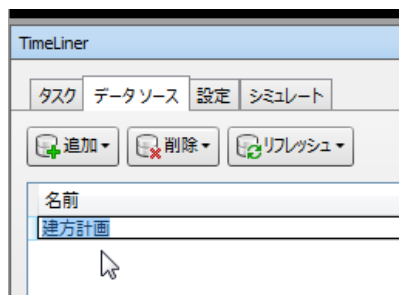 TimeLiner
タスク データソース 設定 シミュレート
追加 削除 リフレッシュ
名前
建方計画